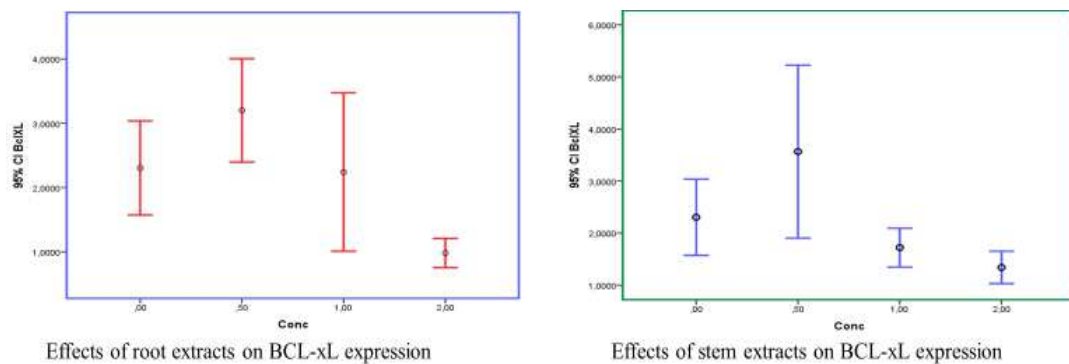 4,0000
3,0000
2,0000
1,0000
95% CI BclXL
,00 ,50 1,00 2,00
Conc
Effects of root extracts on BCL-xL expression
6,0000
5,0000
4,0000
3,0000
2,0000
1,0000
95% CI BclXL
,00 ,50 1,00 2,00
Conc
Effects of stem extracts on BCL-xL expression